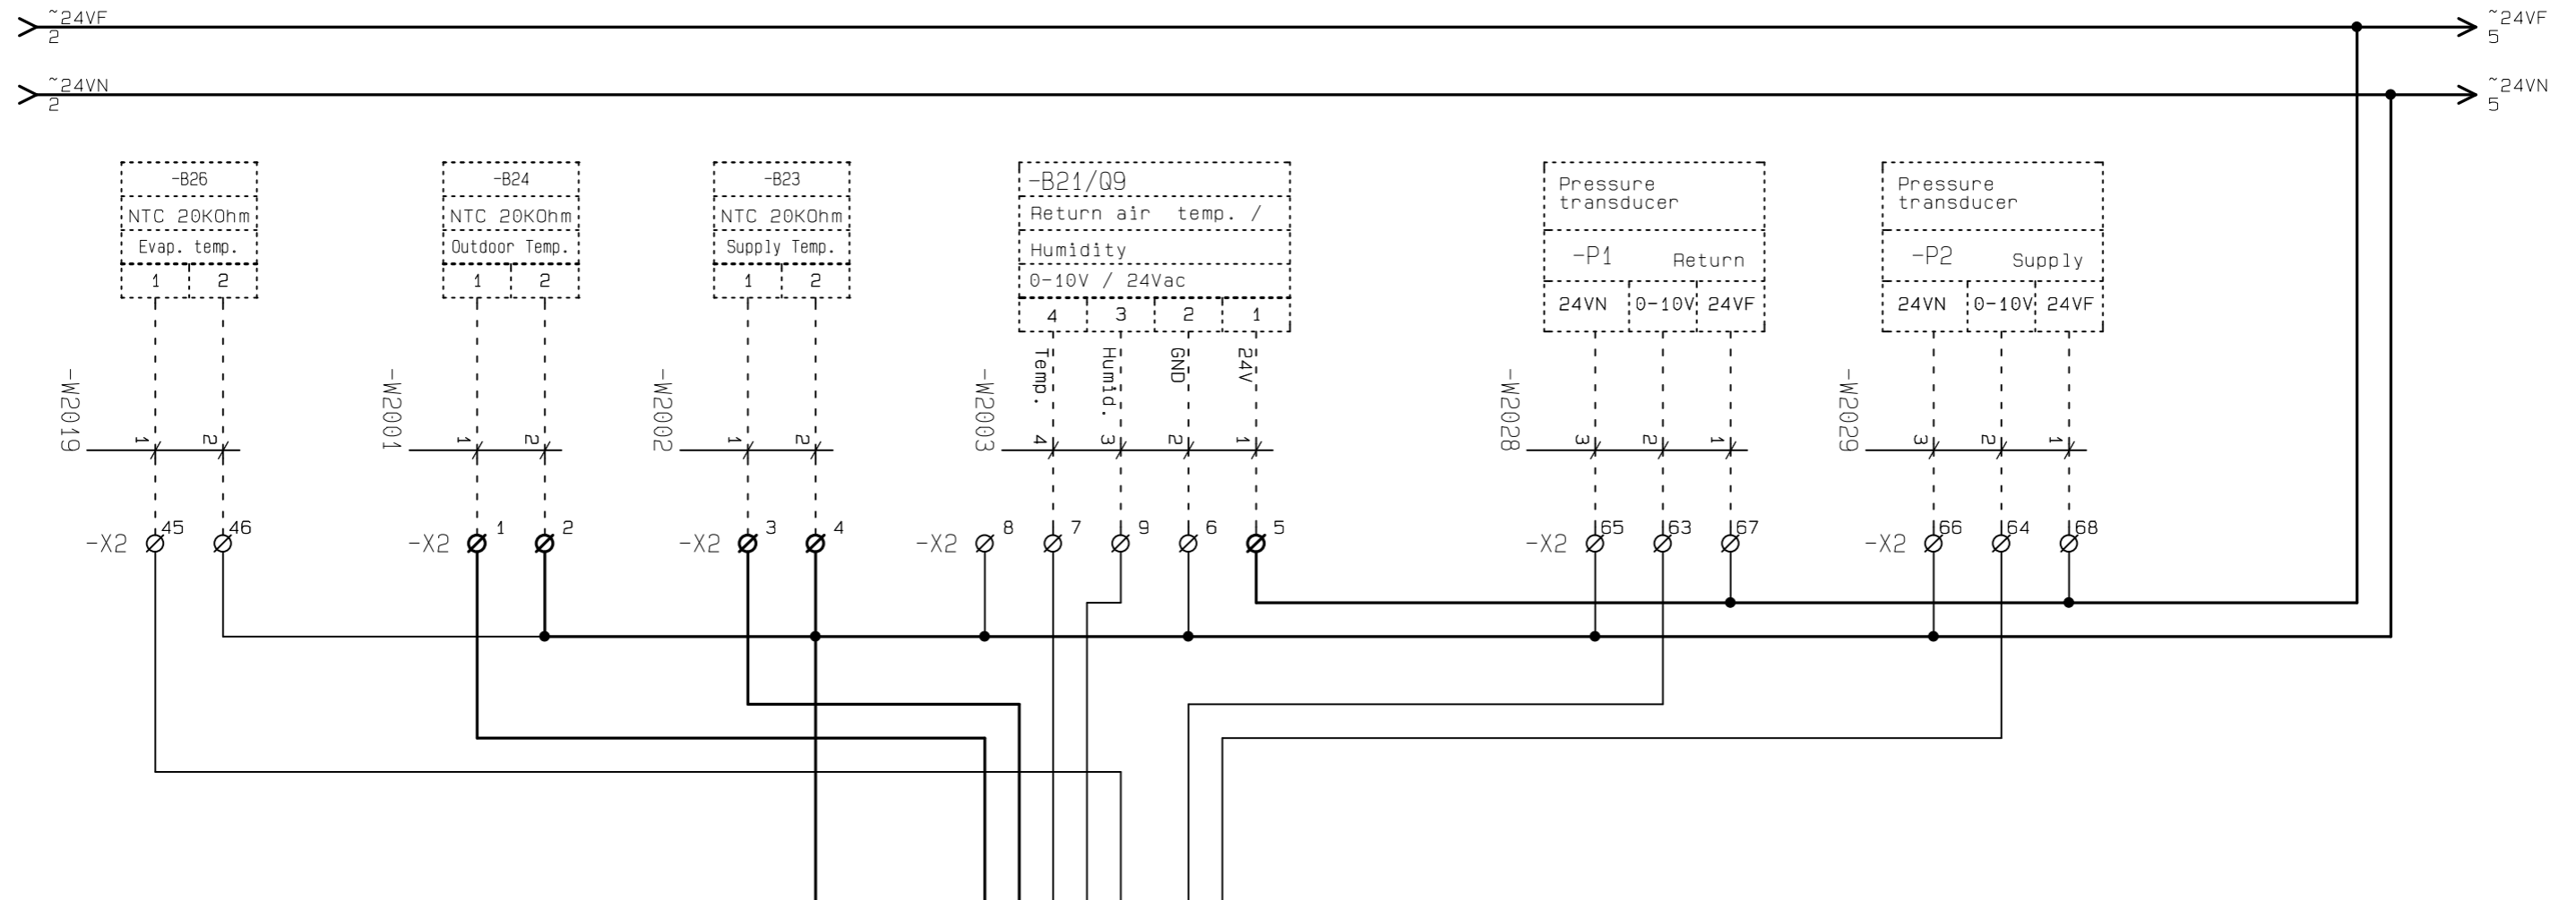 ~24VF
2
~24VF
5
~24VN
2
~24VN
5
-B26
NTC 20KOhm
Evap. temp.
1 2
-B24
NTC 20KOhm
Outdoor Temp.
1 2
-B23
NTC 20KOhm
Supply Temp.
1 2
-B21/Q9
Return air temp. /
Humidity
0-10V / 24Vac
4 3 2 1
Pressure
transducer
-P1 Return
24VN 0-10V 24VF
Pressure
transducer
-P2 Supply
24VN 0-10V 24VF
Temp. Humid. GND 24V
-W2019 1 2
-W2001 1 2
-W2002 1 2
-W2003 4 3 2 1
-W2028 3 2 1
-W2029 3 2 1
-X2 45 46
-X2 1 2
-X2 3 4
-X2 8 7 9 6 5
-X2 65 63 67
-X2 66 64 68